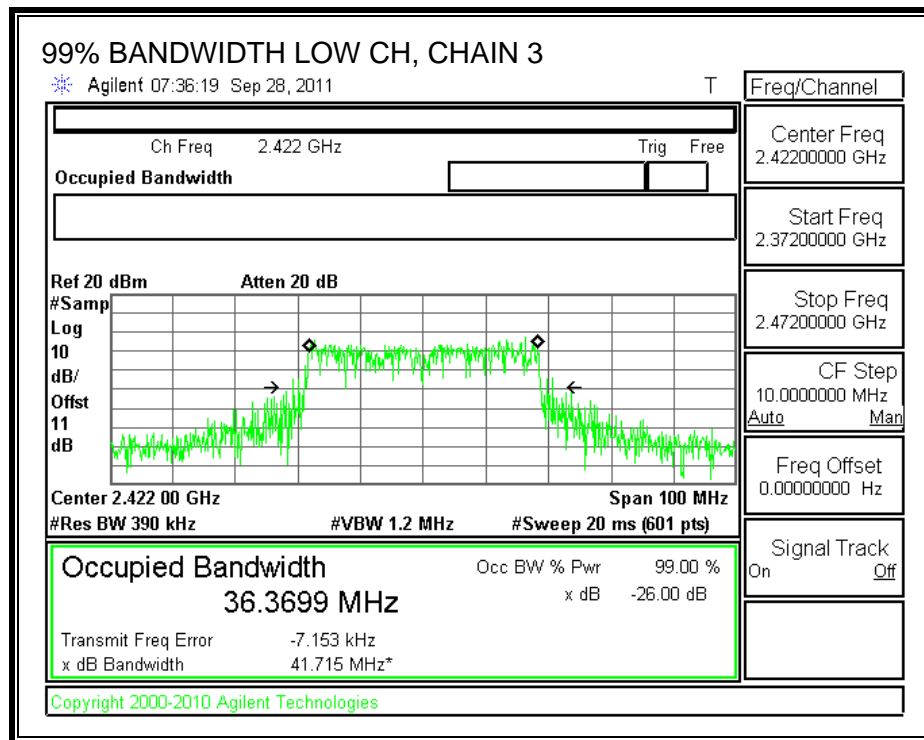 99% BANDWIDTH LOW CH, CHAIN 3
Agilent 07:36:19 Sep 28, 2011 T
Freq/Channel
Ch Freq 2.422 GHz Trig Free
Occupied Bandwidth
Center Freq
2.42200000 GHz
Start Freq
2.37200000 GHz
Stop Freq
2.47200000 GHz
CF Step
10.0000000 MHz
Auto Man
Freq Offset
0.00000000 Hz
Signal Track
On Off
Ref 20 dBm Atten 20 dB
#Samp
Log
10
dB/
Offst
11
dB
Center 2.422 00 GHz Span 100 MHz
#Res BW 390 kHz #VBW 1.2 MHz #Sweep 20 ms (601 pts)
Occupied Bandwidth Occ BW % Pwr 99.00 %
36.3699 MHz x dB -26.00 dB
Transmit Freq Error -7.153 kHz
x dB Bandwidth 41.715 MHz*
Copyright 2000-2010 Agilent Technologies